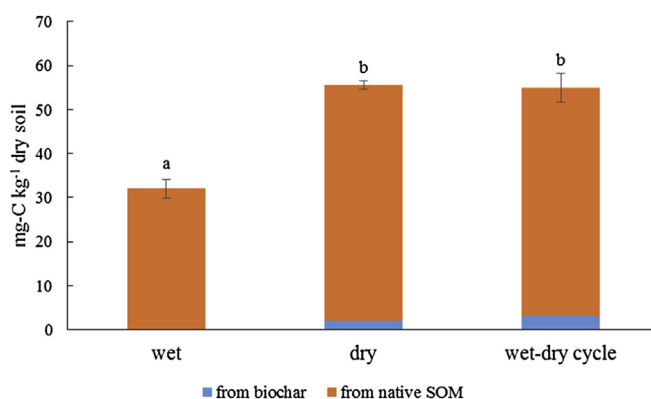 70
60
50
40
30
20
10
0
mg-C kg-1 dry soil
a
b
b
wet
dry
wet-dry cycle
from biochar
from native SOM